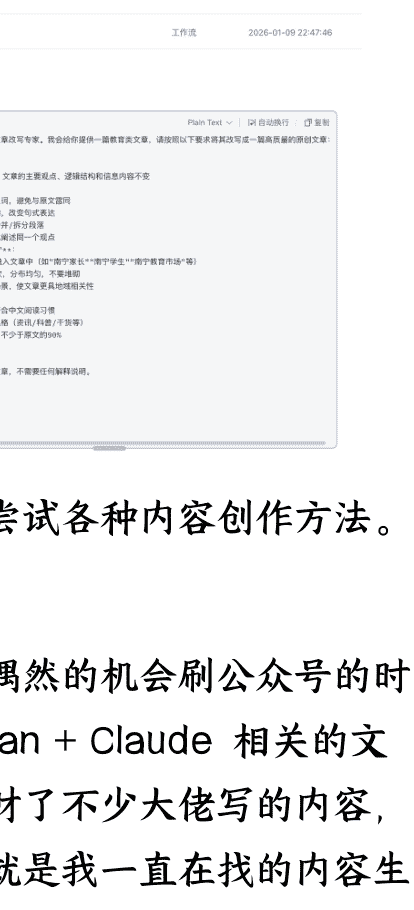 工作流 2026-01-09 22:47:46
Plain Text 自动换行 复制
章改写专家。我会给你提供一篇教育类文章，请按照以下要求将其改写成一篇高质量的原创文章：
文章的主要观点、逻辑结构和信息内容不变
词，避免与原文雷同
，改变句式表达
并/拆分段落
阐述同一个观点
**：
入文章中（如"南宁家长""南宁学生""南宁教育市场"等）
，分布均匀，不要堆砌
景，使文章更具地域相关性
合中文阅读习惯
格（资讯/科普/干货等）
不少于原文的90%
章，不需要任何解释说明。
尝试各种内容创作方法。
偶然的机会刷公众号的时
an + Claude 相关的文
了不少大佬写的内容，
就是我一直在找的内容生